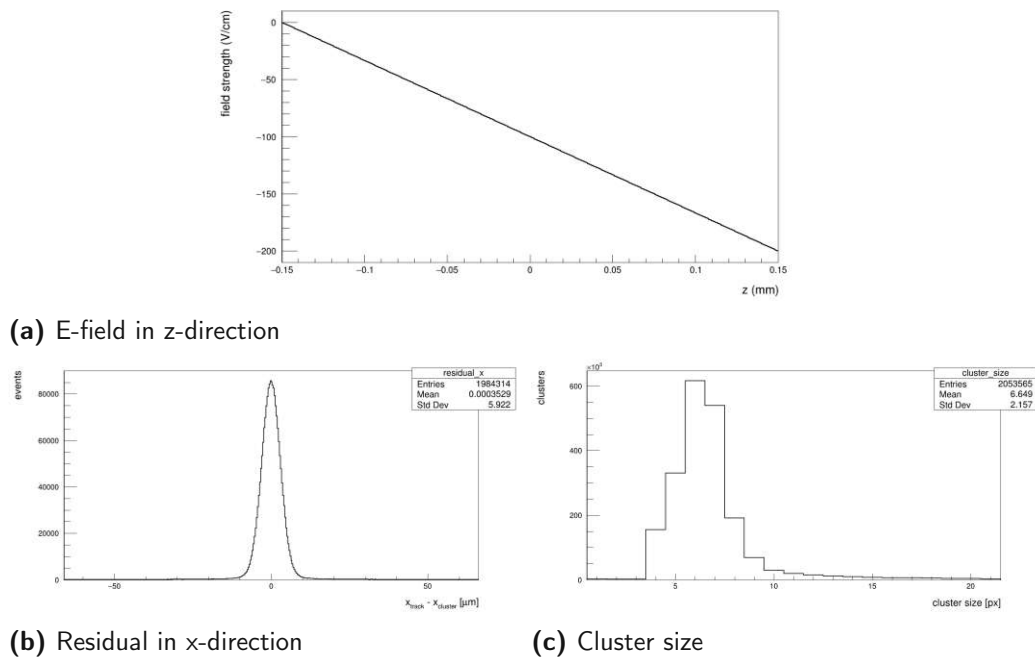 field strength (V/cm)
0
−50
−100
−150
−200
−0.15 −0.1 −0.05 0 0.05 0.1 0.15
z (mm)
(a) E-field in z-direction
events
residual_x
Entries 1984314
Mean 0.0003529
Std Dev 5.922
80000
60000
40000
20000
0
−50 0 50
x_track - x_cluster [μm]
(b) Residual in x-direction
clusters
×10³
cluster_size
Entries 2053565
Mean 6.649
Std Dev 2.157
600
400
200
0
5 10 15 20
cluster size [px]
(c) Cluster size